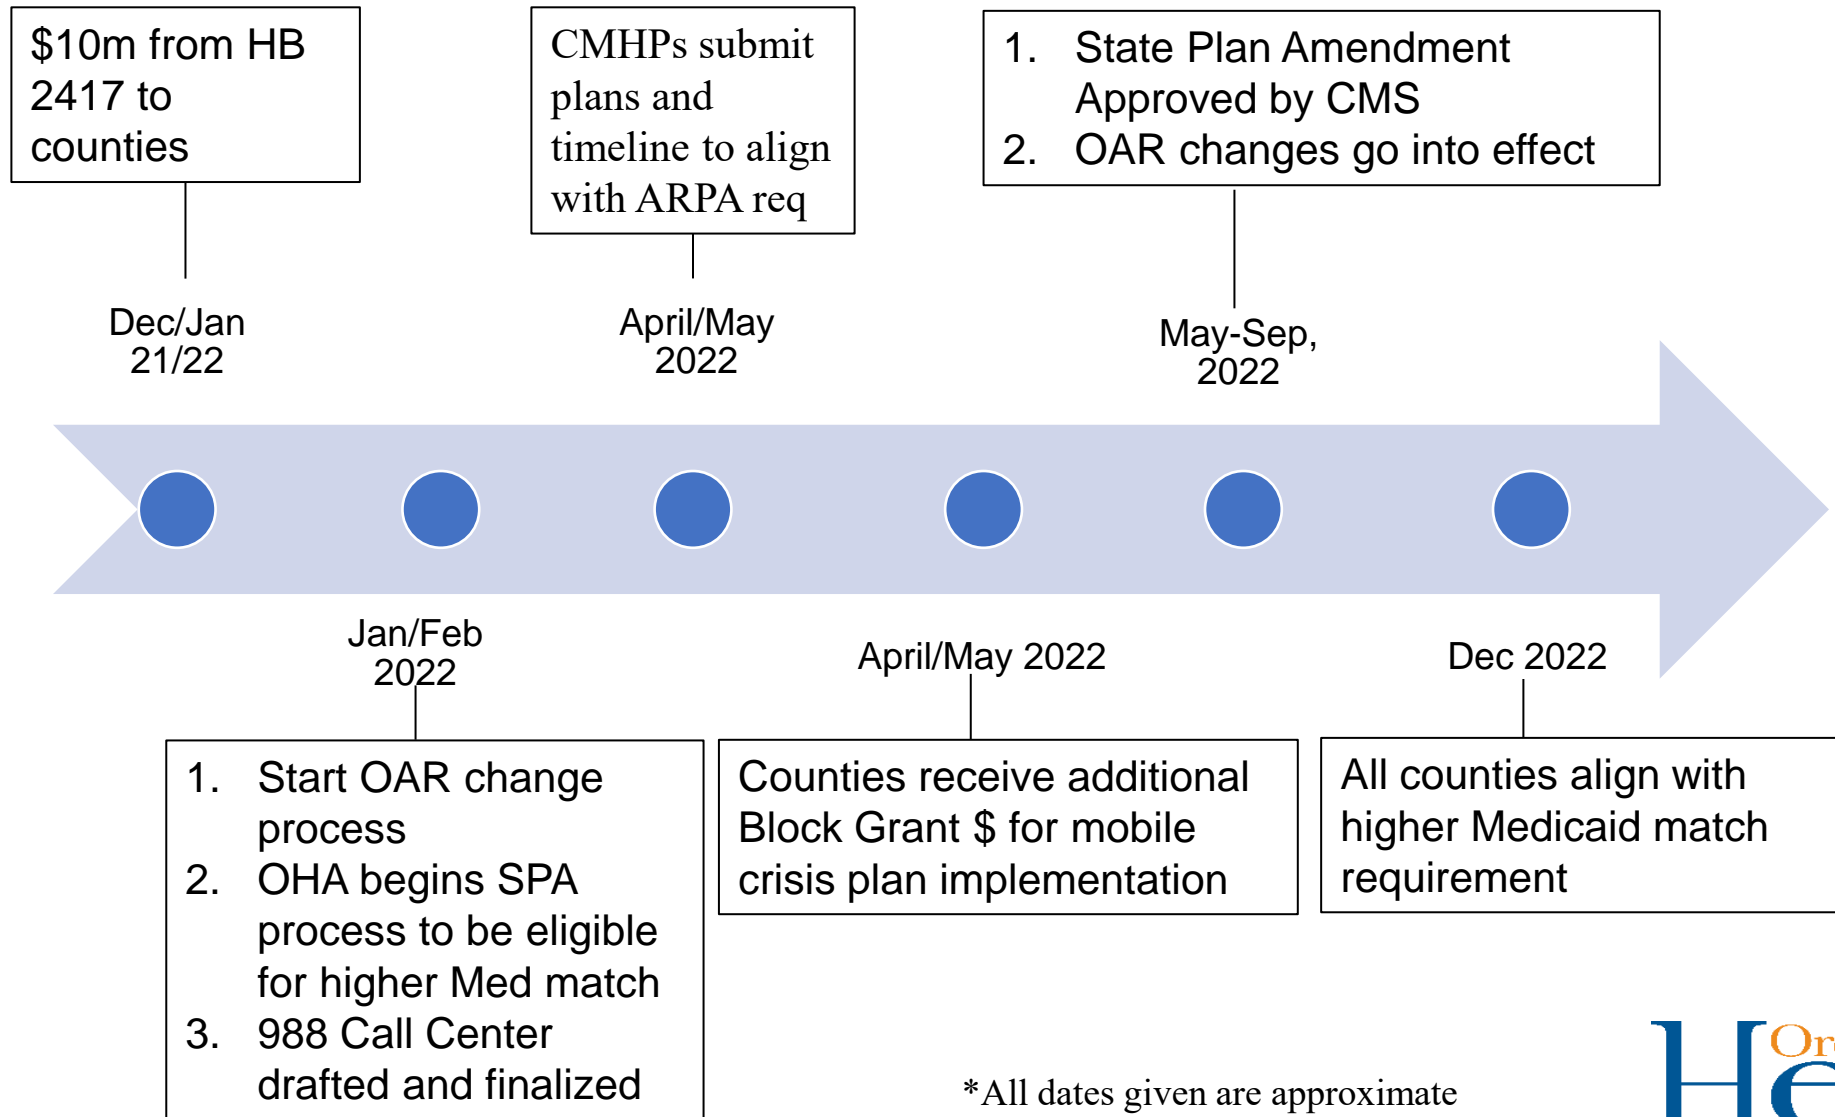 $10m from HB
2417 to
counties
CMHPs submit
plans and
timeline to align
with ARPA req
1. State Plan Amendment
Approved by CMS
2. OAR changes go into effect
Dec/Jan
21/22
April/May
2022
May-Sep,
2022
Jan/Feb
2022
April/May 2022
Dec 2022
1. Start OAR change
process
2. OHA begins SPA
process to be eligible
for higher Med match
3. 988 Call Center
drafted and finalized
Counties receive additional
Block Grant $ for mobile
crisis plan implementation
All counties align with
higher Medicaid match
requirement
*All dates given are approximate